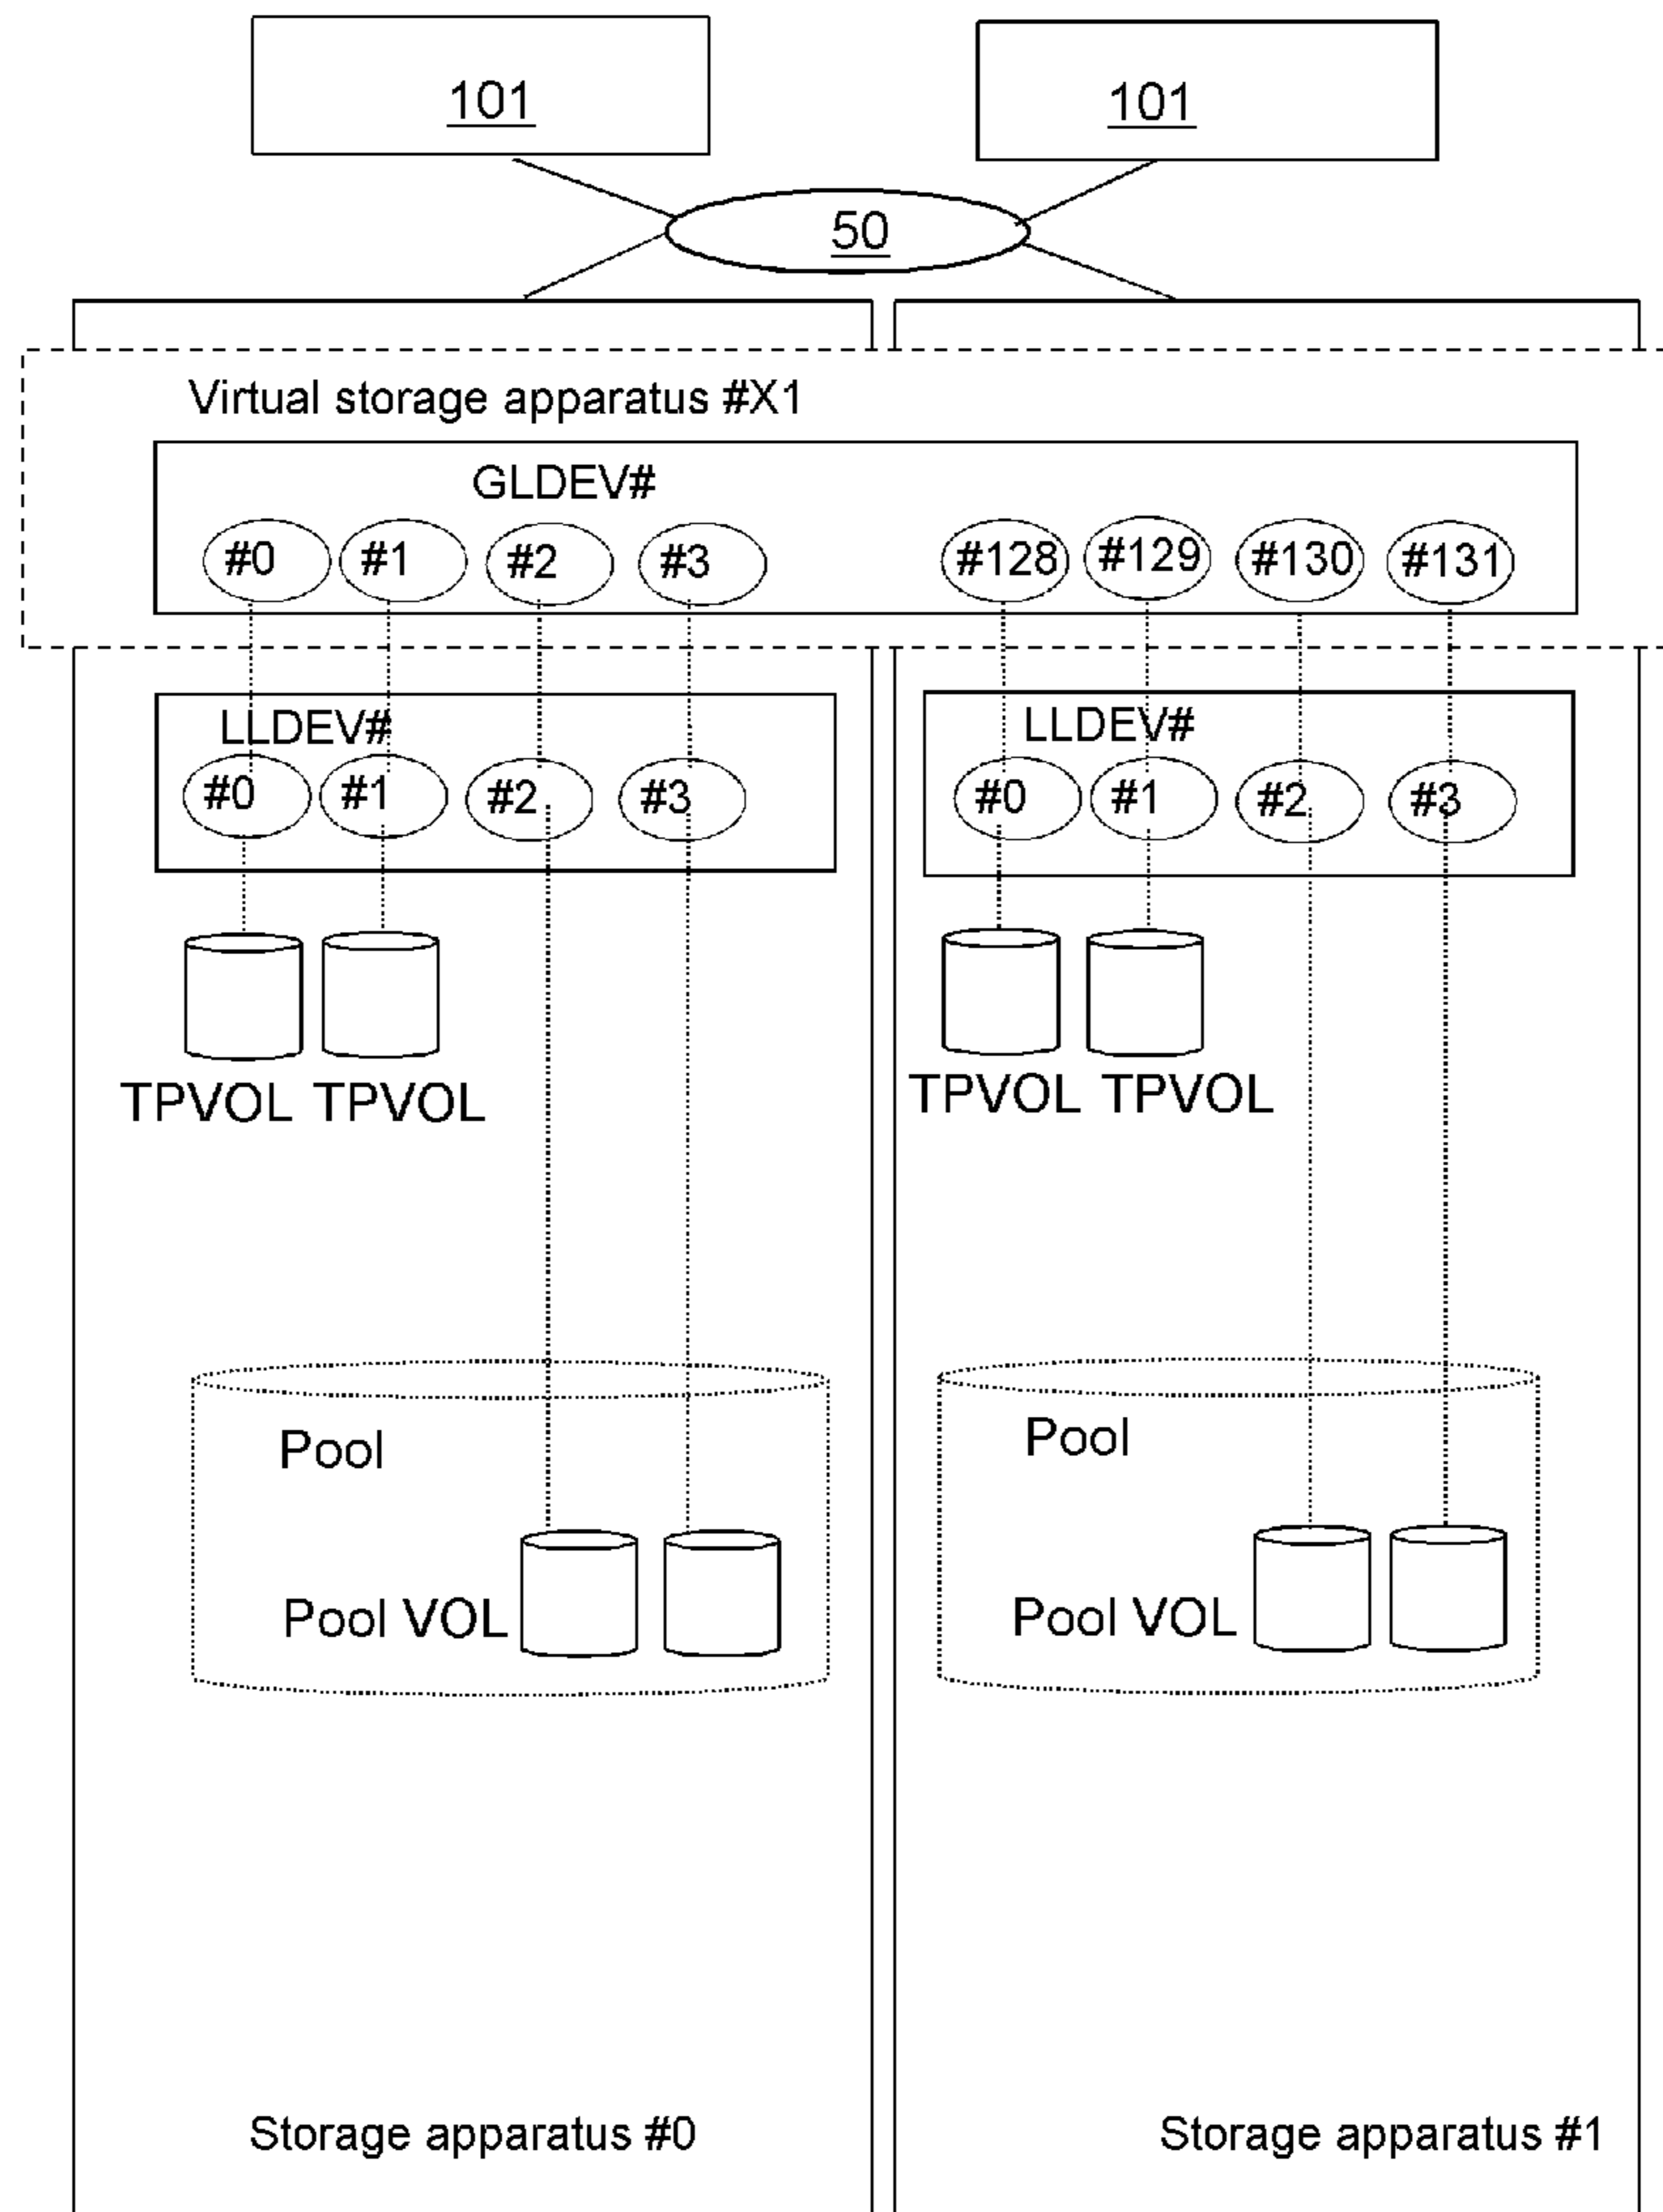 101 101
50
Virtual storage apparatus #X1
GLDEV#
#0 #1 #2 #3 #128 #129 #130 #131
LLDEV# LLDEV#
#0 #1 #2 #3 #0 #1 #2 #3
TPVOL TPVOL TPVOL TPVOL
Pool Pool
Pool VOL Pool VOL
Storage apparatus #0 Storage apparatus #1